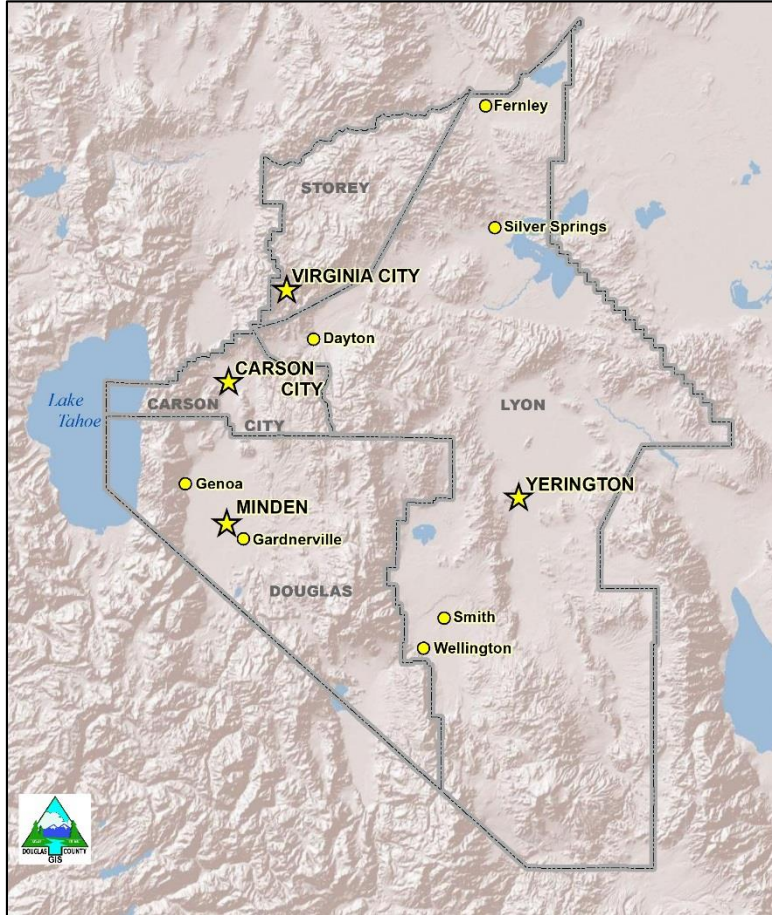 Fernley
STOREY
Silver Springs
VIRGINIA CITY
Dayton
CARSON
CITY
Lake
Tahoe
CARSON
CITY
LYON
Genoa
YERINGTON
MINDEN
Gardnerville
DOUGLAS
Smith
Wellington
DOUGLAS COUNTY
GIS